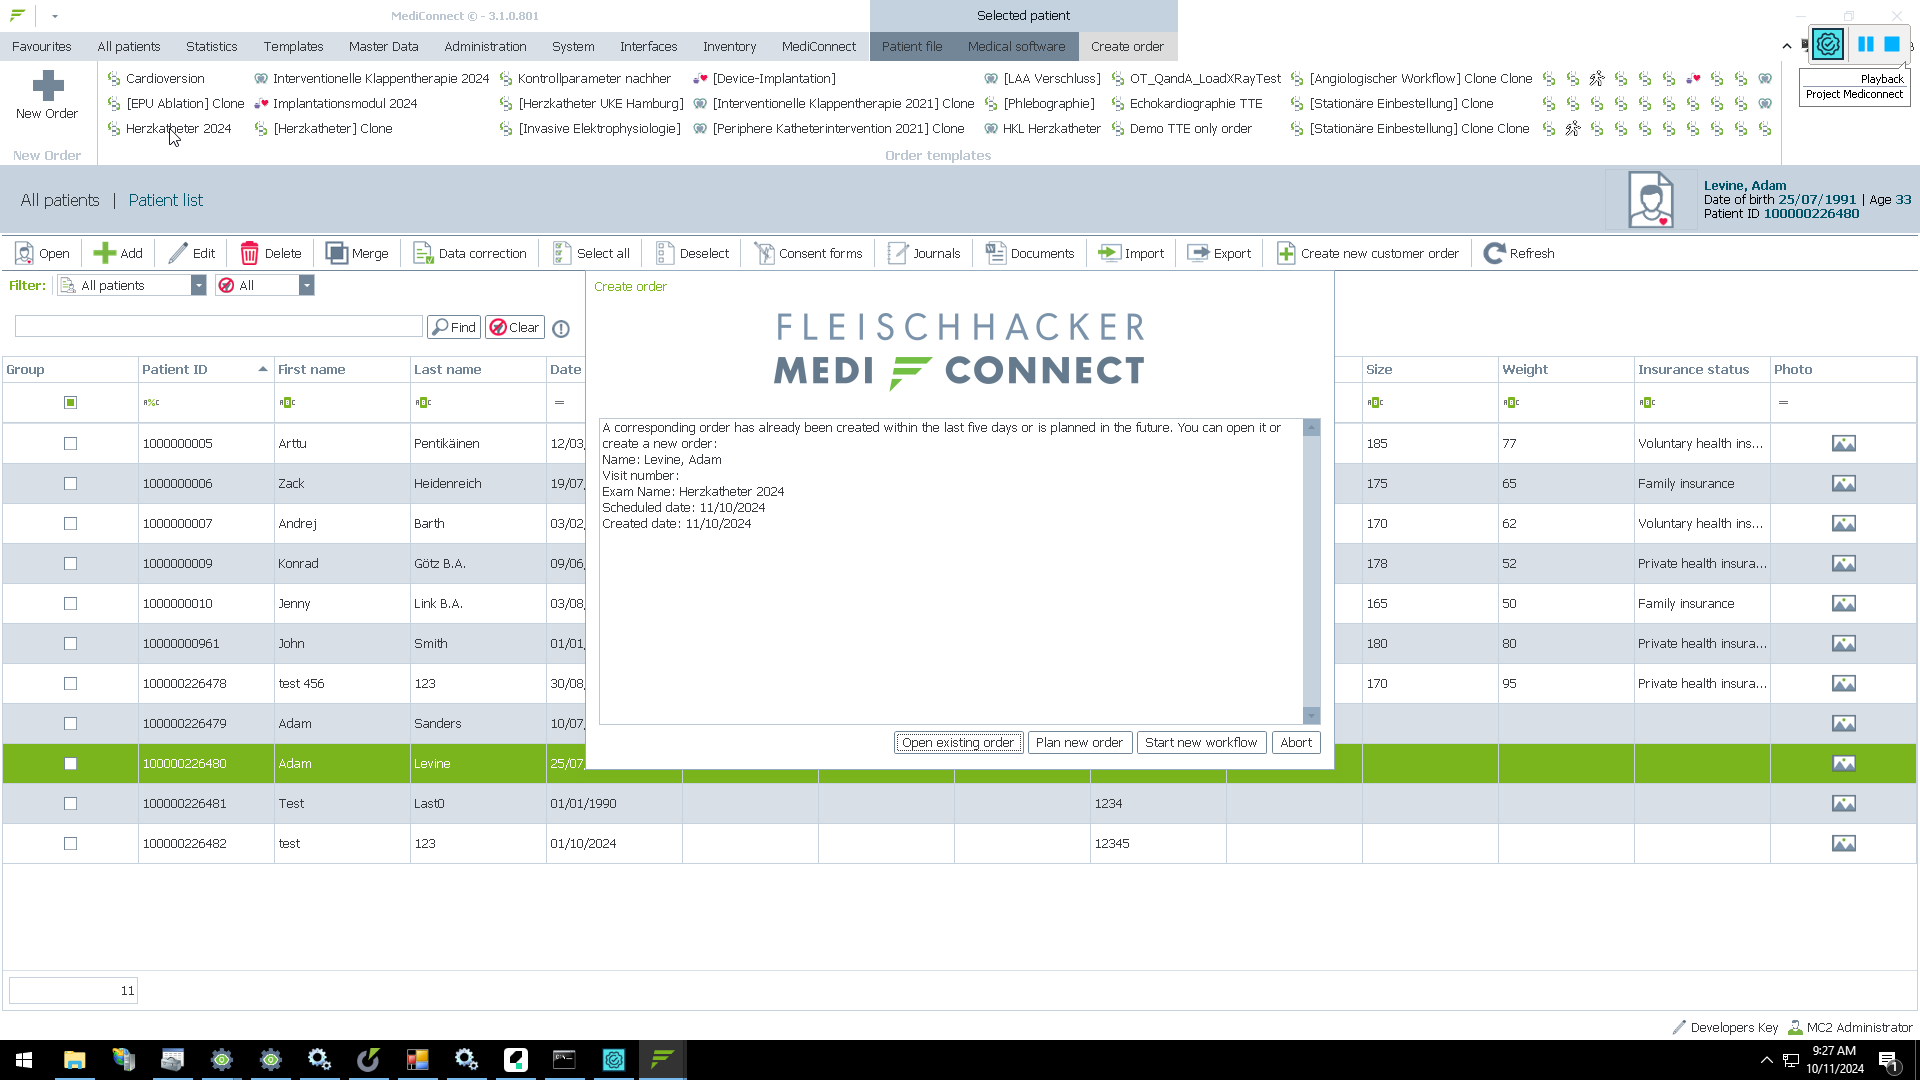 MediConnect © - 3.1.0.801
Selected patient
Favourites All patients Statistics Templates Master Data Administration System Interfaces Inventory MediConnect Patient file Medical software Create order
Playback
Project Mediconnect
New Order
Cardioversion
[EPU Ablation] Clone
Herzkatheter 2024
Interventionelle Klappentherapie 2024
Implantationsmodul 2024
[Herzkatheter] Clone
Kontrollparameter nachher
[Herzkatheter UKE Hamburg]
[Invasive Elektrophysiologie]
[Device-Implantation]
[Interventionelle Klappentherapie 2021] Clone
[Periphere Katheterintervention 2021] Clone
[LAA Verschluss]
[Phlebographie]
HKL Herzkatheter
OT_QandA_LoadXRayTest
Echokardiographie TTE
Demo TTE only order
[Angiologischer Workflow] Clone Clone
[Stationäre Einbestellung] Clone
[Stationäre Einbestellung] Clone Clone
New Order
Order templates
All patients | Patient list
Levine, Adam
Date of birth 25/07/1991 | Age 33
Patient ID 100000226480
Open Add Edit Delete Merge Data correction Select all Deselect Consent forms Journals Documents Import Export Create new customer order Refresh
Filter: All patients All
Find Clear
Group Patient ID First name Last name Date Size Weight Insurance status Photo
1000000005 Arttu Pentikäinen 12/03, 185 77 Voluntary health ins...
1000000006 Zack Heidenreich 19/07, 175 65 Family insurance
1000000007 Andrej Barth 03/02, 170 62 Voluntary health ins...
1000000009 Konrad Götz B.A. 09/06, 178 52 Private health insura...
1000000010 Jenny Link B.A. 03/08, 165 50 Family insurance
10000000961 John Smith 01/01, 180 80 Private health insura...
100000226478 test 456 123 30/08, 170 95 Private health insura...
100000226479 Adam Sanders 10/07,
100000226480 Adam Levine 25/07,
100000226481 Test Last0 01/01/1990 1234
100000226482 test 123 01/10/2024 12345
Create order
FLEISCHHACKER
MEDI CONNECT
A corresponding order has already been created within the last five days or is planned in the future. You can open it or
create a new order:
Name: Levine, Adam
Visit number:
Exam Name: Herzkatheter 2024
Scheduled date: 11/10/2024
Created date: 11/10/2024
Open existing order Plan new order Start new workflow Abort
11
Developers Key MC2 Administrator
9:27 AM
10/11/2024
1